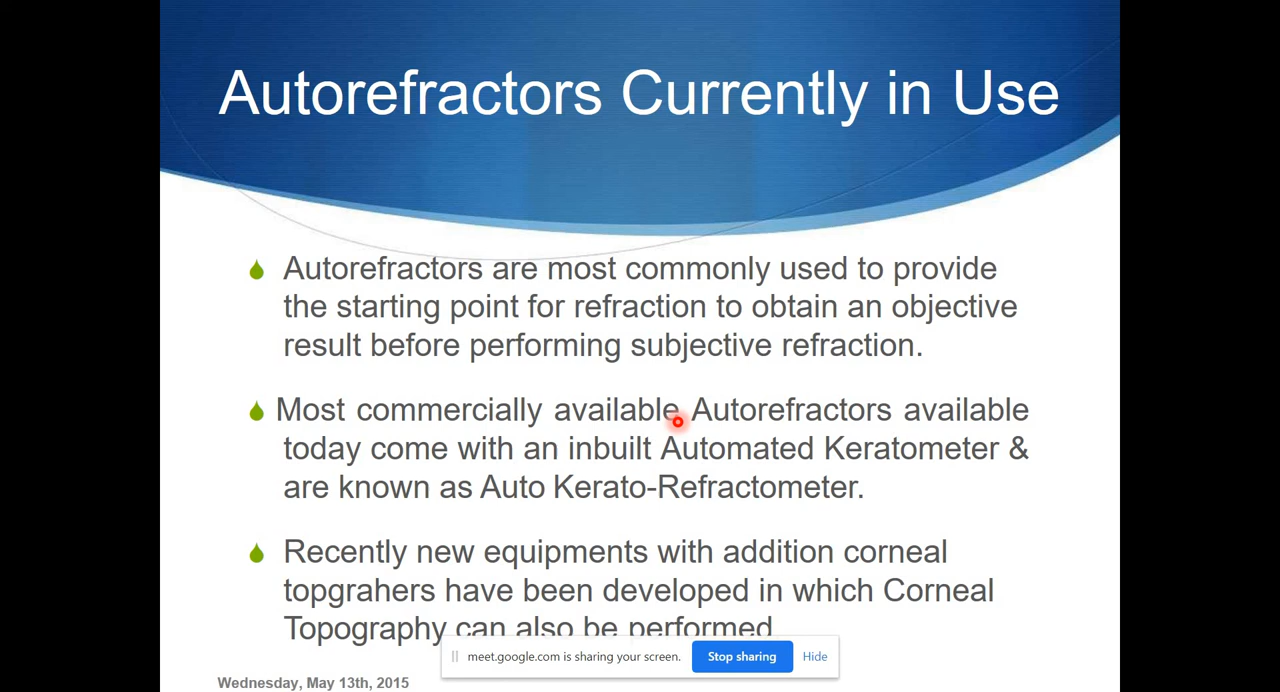 Autorefractors Currently in Use
Autorefractors are most commonly used to provide
the starting point for refraction to obtain an objective
result before performing subjective refraction.
Most commercially available Autorefractors available
today come with an inbuilt Automated Keratometer &
are known as Auto Kerato-Refractometer.
Recently new equipments with addition corneal
topgrahers have been developed in which Corneal
Topography can also be performed
meet.google.com is sharing your screen.
Stop sharing
Hide
Wednesday, May 13th, 2015